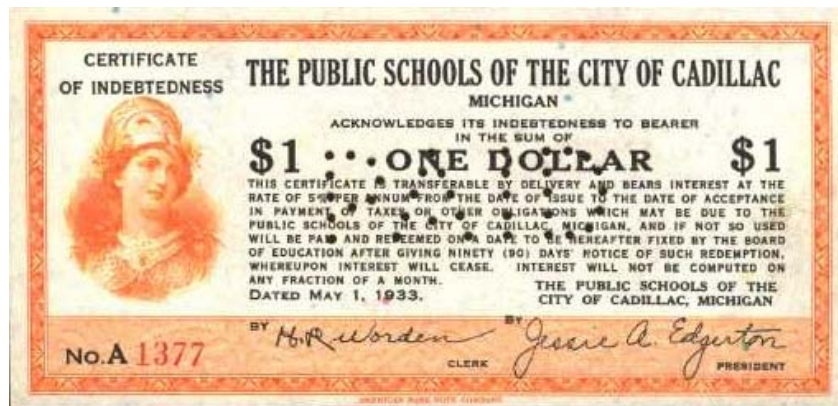 CERTIFICATE
OF INDEBTEDNESS
THE PUBLIC SCHOOLS OF THE CITY OF CADILLAC
MICHIGAN
ACKNOWLEDGES ITS INDEBTEDNESS TO BEARER
IN THE SUM OF
$1 ONE DOLLAR $1
THIS CERTIFICATE IS TRANSFERABLE BY DELIVERY AND BEARS INTEREST AT THE
RATE OF 5% PER ANNUM FROM THE DATE OF ISSUE TO THE DATE OF ACCEPTANCE
IN PAYMENT OF TAXES OR OTHER OBLIGATIONS WHICH MAY BE DUE TO THE
PUBLIC SCHOOLS OF THE CITY OF CADILLAC, MICHIGAN, AND IF NOT SO USED
WILL BE PAID AND REDEEMED ON A DATE TO BE HEREAFTER FIXED BY THE BOARD
OF EDUCATION AFTER GIVING NINETY (90) DAYS' NOTICE OF SUCH REDEMPTION,
WHEREUPON INTEREST WILL CEASE. INTEREST WILL NOT BE COMPUTED ON
ANY FRACTION OF A MONTH.
DATED MAY 1, 1933.
THE PUBLIC SCHOOLS OF THE
CITY OF CADILLAC, MICHIGAN
BY H.R. Worden
CLERK
BY Jessie A. Edgerton
PRESIDENT
No. A 1377
AMERICAN BANK NOTE COMPANY